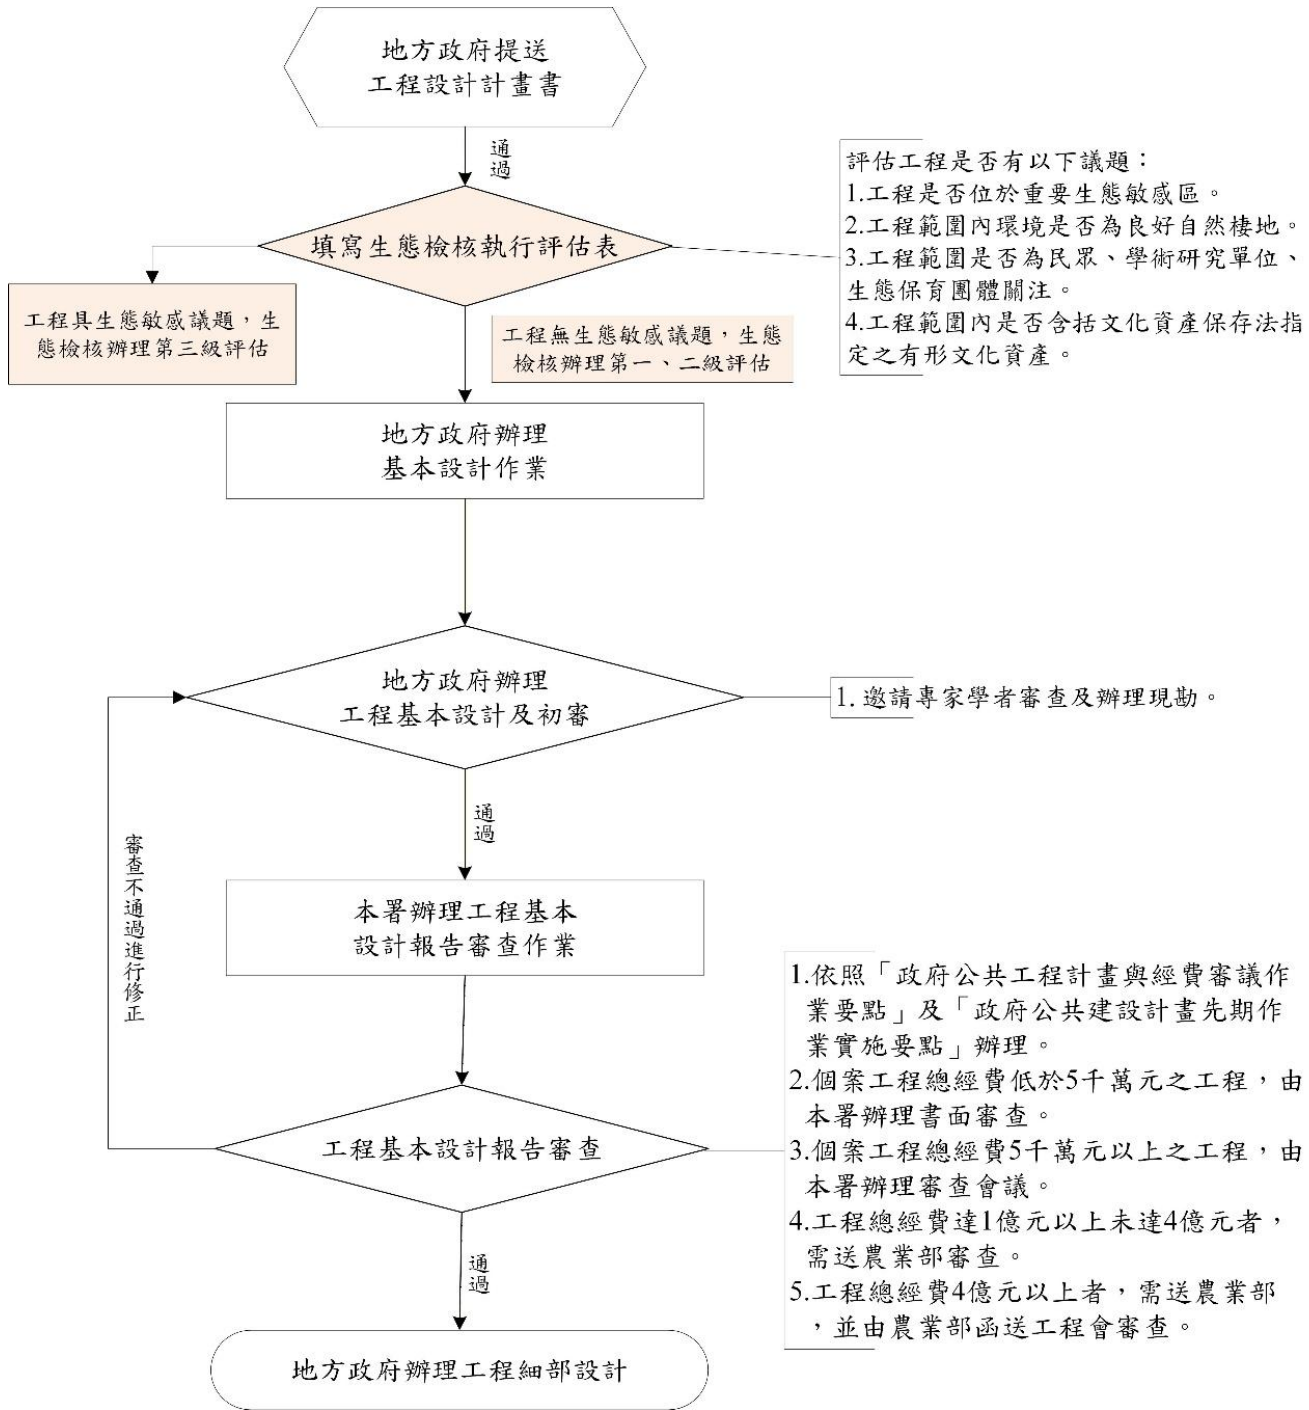 地方政府提送
工程設計計畫書
通過
評估工程是否有以下議題：
1.工程是否位於重要生態敏感區。
2.工程範圍內環境是否為良好自然棲地。
3.工程範圍是否為民眾、學術研究單位、
生態保育團體關注。
4.工程範圍內是否含括文化資產保存法指
定之有形文化資產。
填寫生態檢核執行評估表
工程具生態敏感議題，生
態檢核辦理第三級評估
工程無生態敏感議題，生態
檢核辦理第一、二級評估
地方政府辦理
基本設計作業
地方政府辦理
工程基本設計及初審
1. 邀請專家學者審查及辦理現勘。
通過
審查不通過進行修正
本署辦理工程基本
設計報告審查作業
工程基本設計報告審查
1.依照「政府公共工程計畫與經費審議作
業要點」及「政府公共建設計畫先期作
業實施要點」辦理。
2.個案工程總經費低於5千萬元之工程，由
本署辦理書面審查。
3.個案工程總經費5千萬元以上之工程，由
本署辦理審查會議。
4.工程總經費達1億元以上未達4億元者，
需送農業部審查。
5.工程總經費4億元以上者，需送農業部
，並由農業部函送工程會審查。
通過
地方政府辦理工程細部設計